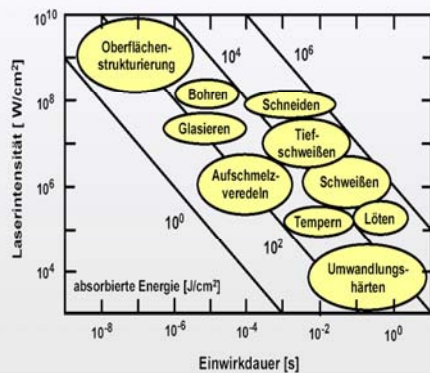 Laserintensität [ W/cm²]
10¹⁰
10⁸
10⁶
10⁴
Oberflächen-
strukturierung
Bohren
Glasieren
Aufschmelz-
veredeln
10⁴
10⁶
Schneiden
Tief-
schweißen
Schweißen
Tempern
Löten
Umwandlungs-
härten
10⁰
10²
absorbierte Energie [J/cm²]
10⁻⁸
10⁻⁶
10⁻⁴
10⁻²
10⁰
Einwirkdauer [s]